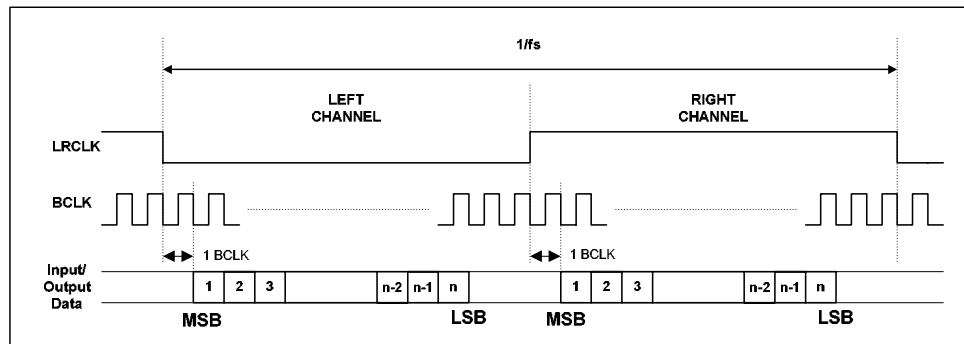 1/fs
LEFT
CHANNEL
RIGHT
CHANNEL
LRCLK
BCLK
1 BCLK
1 BCLK
Input/
Output
Data
1 2 3 n-2 n-1 n 1 2 3 n-2 n-1 n
MSB LSB MSB LSB